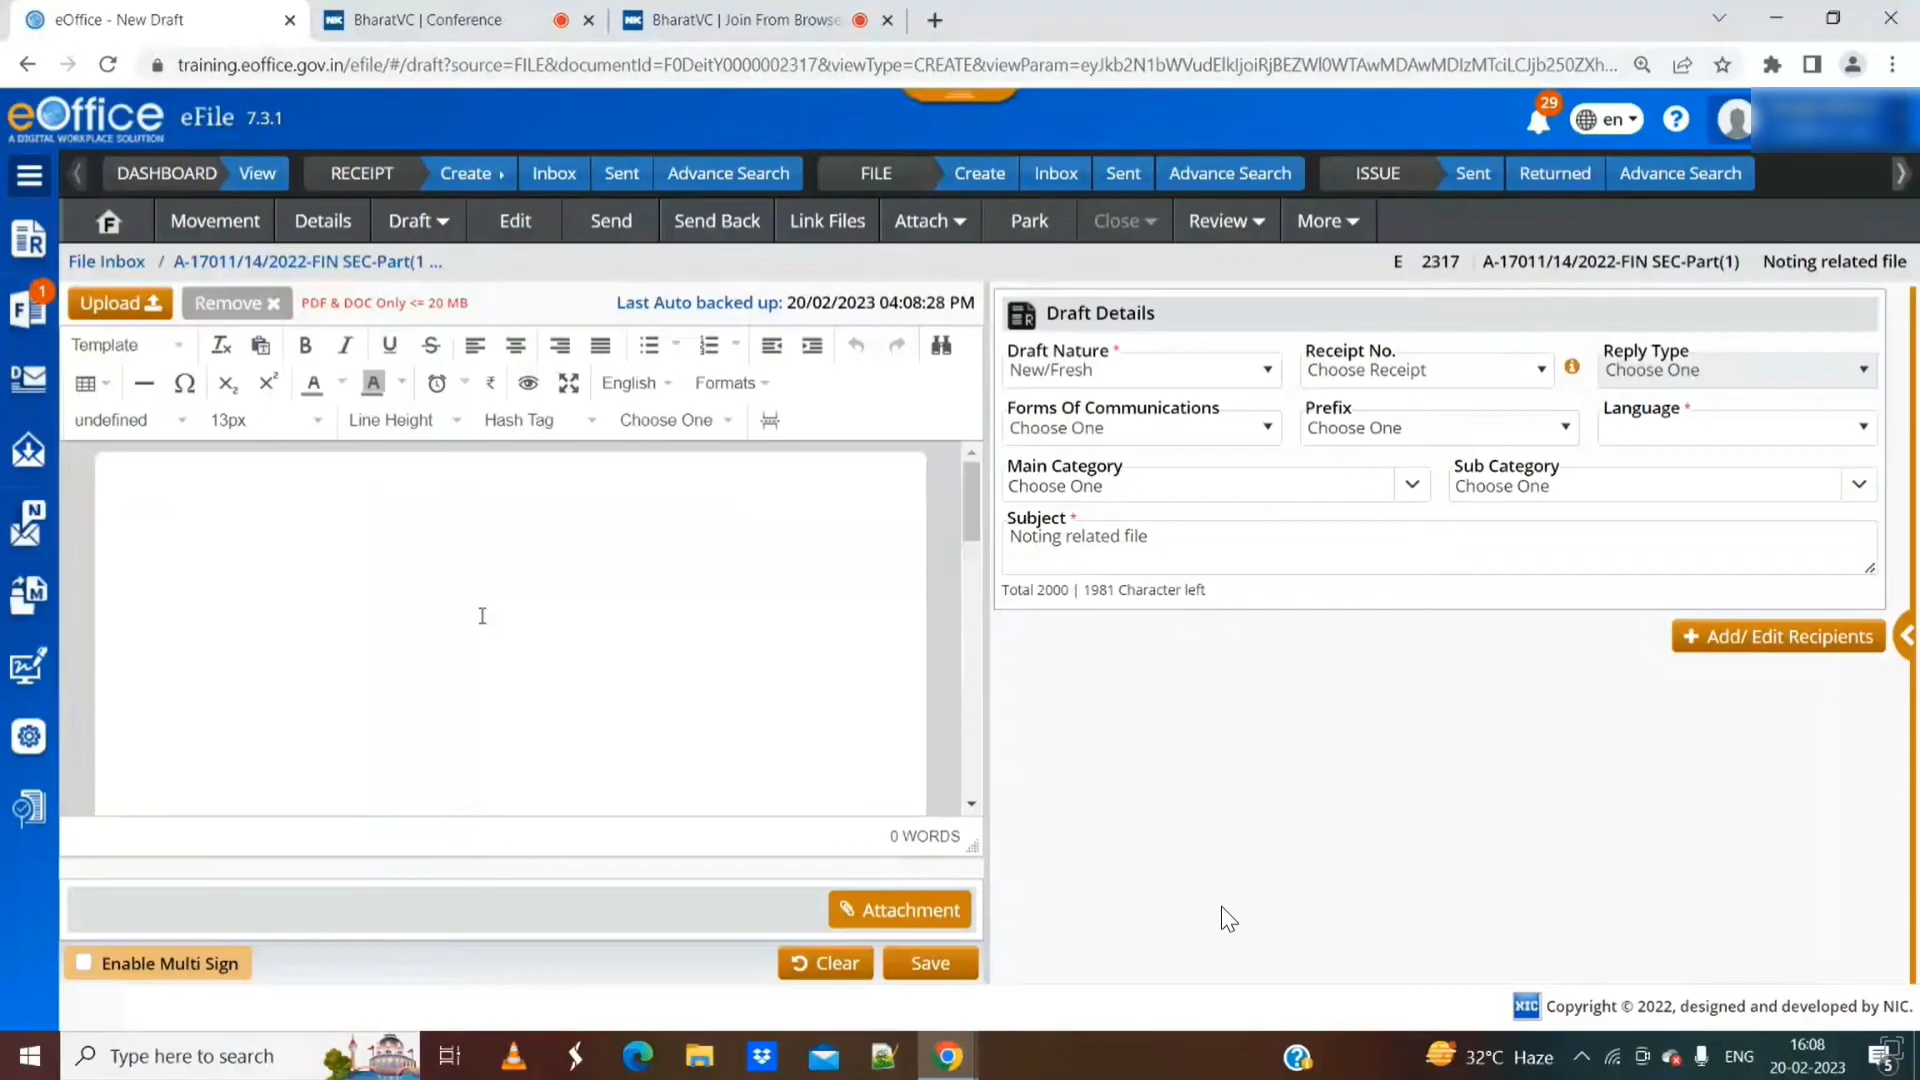 eOffice - New Draft
BharatVC | Conference
BharatVC | Join From Browse
training.eoffice.gov.in/efile/#/draft?source=FILE&documentId=F0DeitY0000002317&viewType=CREATE&viewParam=eyJkb2N1bWVudElkIjoiRjBEZWl0WTAwMDAwMDIzMTciLCJjb250ZXh...
eOffice eFile 7.3.1 29 en ?
A DIGITAL WORKPLACE SOLUTION
DASHBOARD View RECEIPT Create Inbox Sent Advance Search FILE Create Inbox Sent Advance Search ISSUE Sent Returned Advance Search
Movement Details Draft Edit Send Send Back Link Files Attach Park Close Review More
File Inbox / A-17011/14/2022-FIN SEC-Part(1 ... E 2317 A-17011/14/2022-FIN SEC-Part(1) Noting related file
Upload Remove PDF & DOC Only <= 20 MB Last Auto backed up: 20/02/2023 04:08:28 PM
Template
English Formats
undefined 13px Line Height Hash Tag Choose One
0 WORDS
Attachment
Enable Multi Sign Clear Save
Draft Details
Draft Nature * Receipt No. Reply Type
New/Fresh Choose Receipt Choose One
Forms Of Communications Prefix Language *
Choose One Choose One
Main Category Sub Category
Choose One Choose One
Subject *
Noting related file
Total 2000 | 1981 Character left
+ Add/ Edit Recipients
NIC Copyright © 2022, designed and developed by NIC.
Type here to search
32°C Haze ENG 16:08
20-02-2023 5